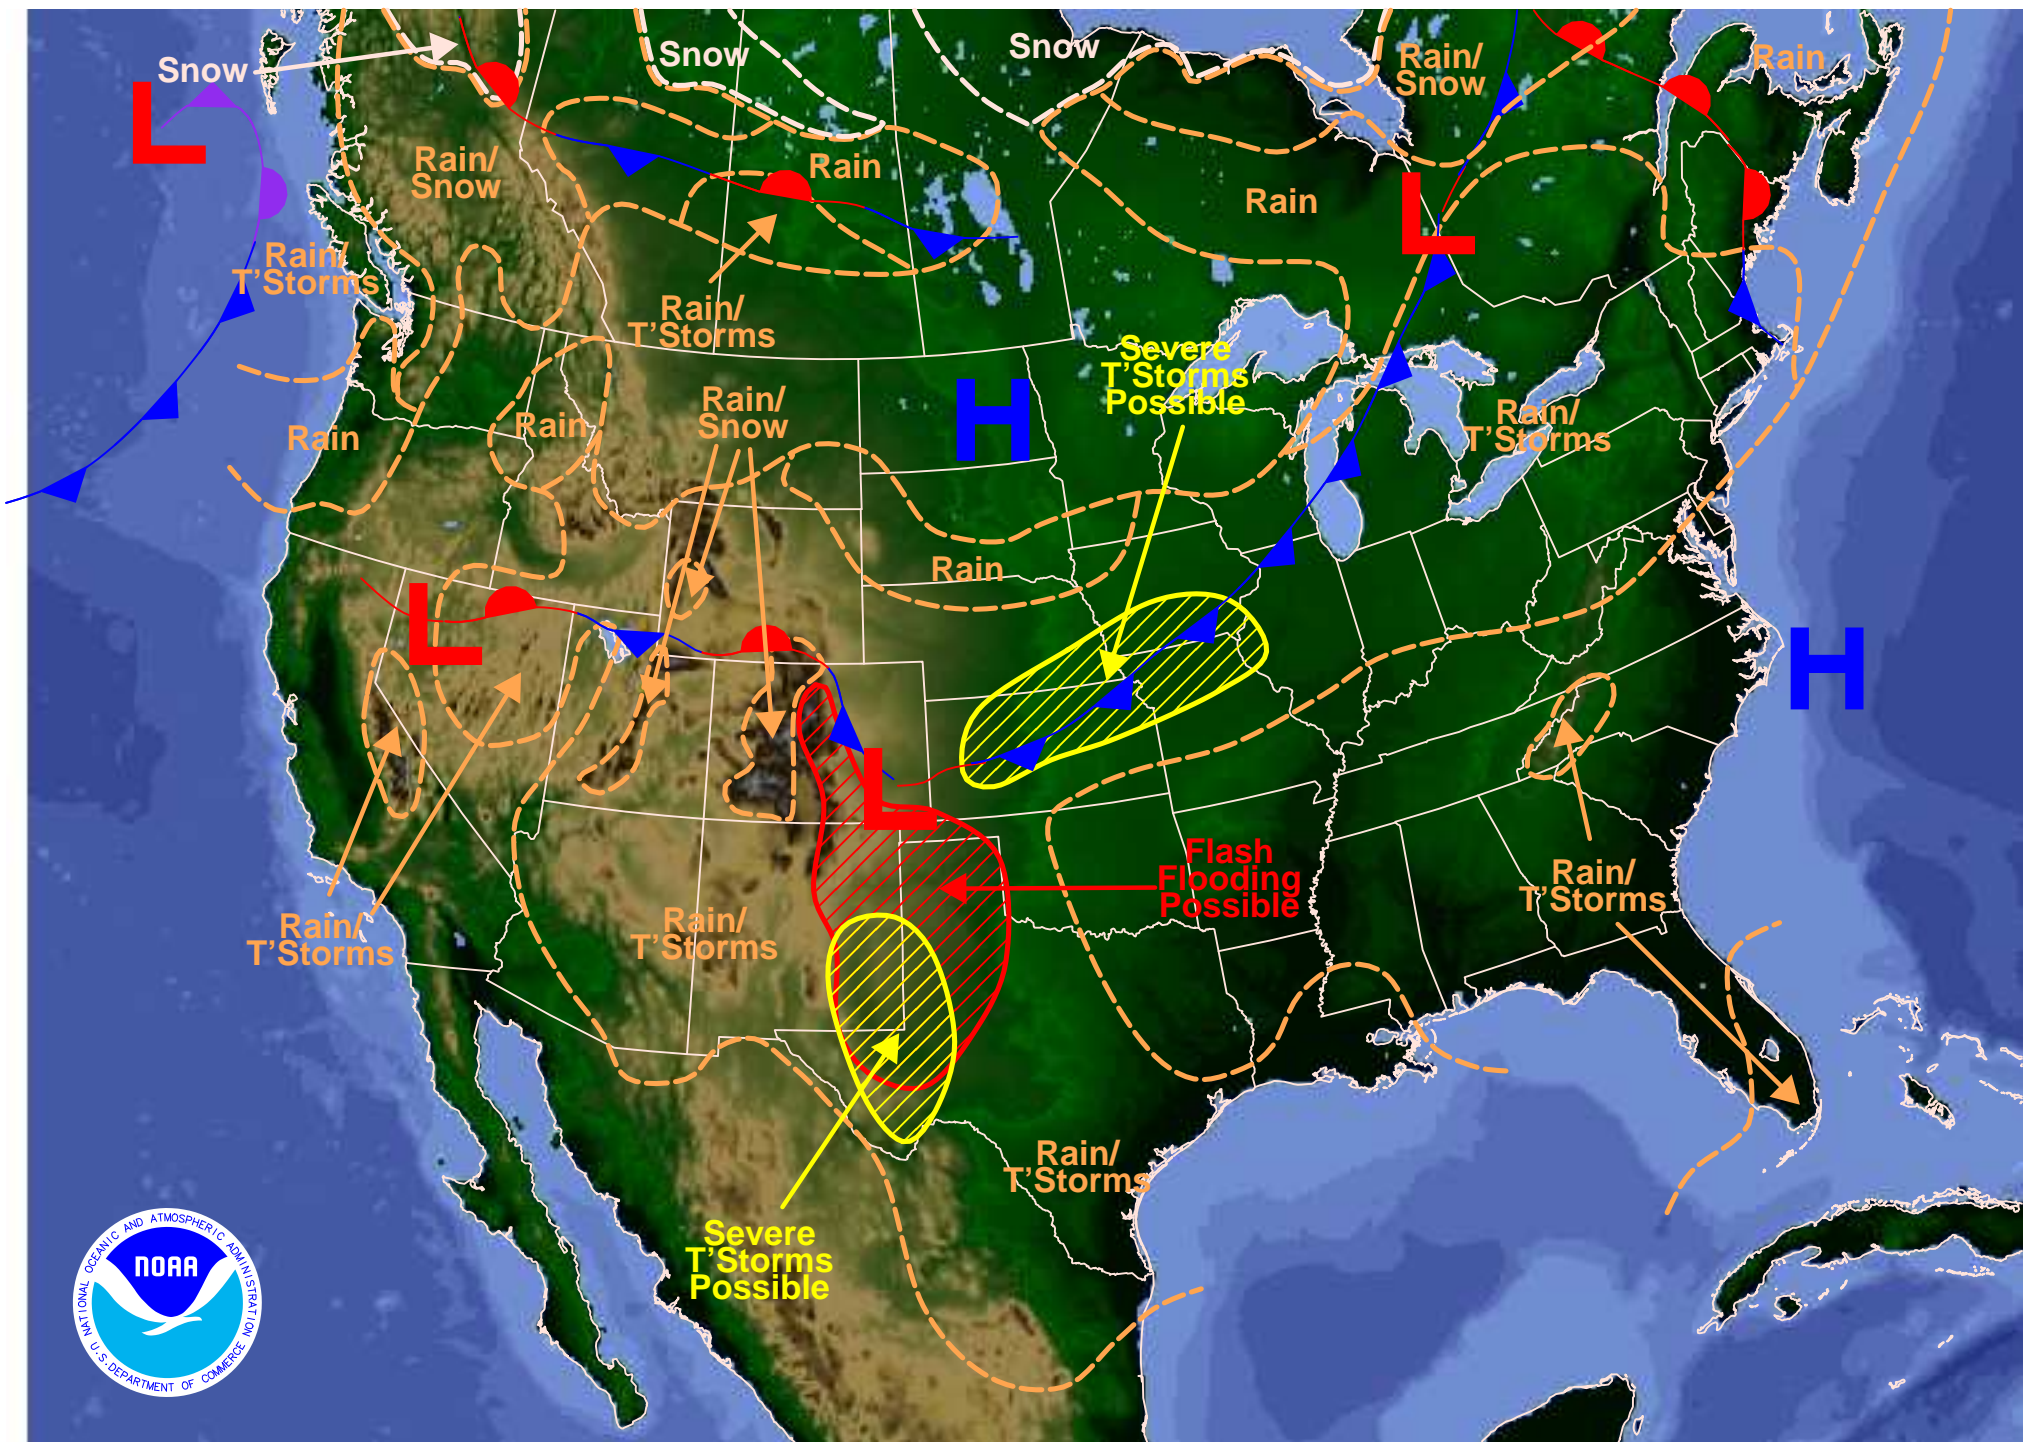 Snow
Snow
Snow
Rain/
Snow
Rain
L
Rain/
Snow
Rain
Rain
L
Rain/
T'Storms
Rain/
T'Storms
Severe
T'Storms
Possible
H
Rain/
Snow
Rain
Rain
Rain/
T'Storms
Rain
L
H
L
Flash
Flooding
Possible
Rain/
T'Storms
Rain/
T'Storms
Rain/
T'Storms
Rain/
T'Storms
Severe
T'Storms
Possible
NATIONAL OCEANIC AND ATMOSPHERIC ADMINISTRATION
NOAA
U.S. DEPARTMENT OF COMMERCE